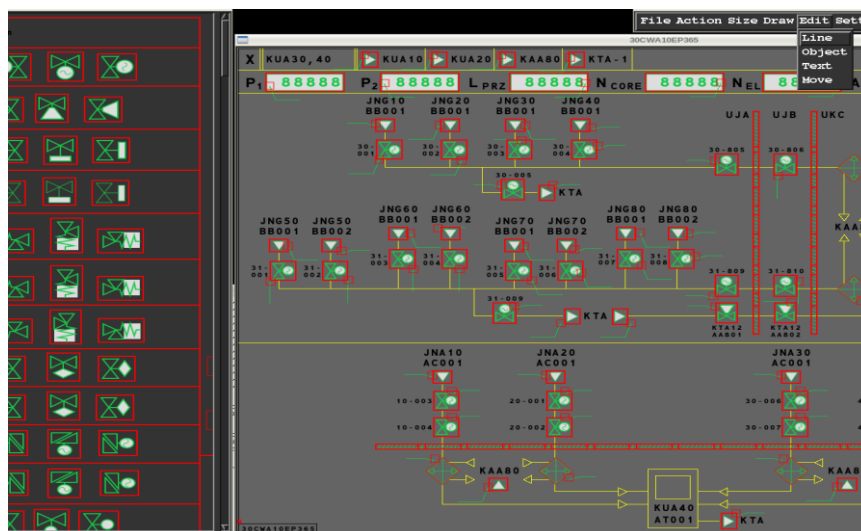 File Action Size Draw Edit Sett
30CWA10EP365
Line
Object
Text
Move
X KUA30,40 KUA10 KUA20 KAA80 KTA-1
P1 88888 P2 88888 L PRZ 88888 N CORE 88888 N EL 88
JNG10 JNG20 JNG30 JNG40
BB001 BB001 BB001 BB001
UJA UJB UKC
30-001 30-002 30-003 30-004
30-805 30-806
30-005
KTA
JNG50 JNG50 JNG60 JNG60 JNG70 JNG70 JNG80 JNG80
BB001 BB002 BB001 BB002 BB001 BB002 BB001 BB002
31-001 31-002 31-003 31-004 31-005 31-006 31-007 31-008
31-809 31-810
31-009
KTA
KTA12 KTA12
AA801 AA802
JNA10 JNA20 JNA30
AC001 AC001 AC001
10-003 20-001 30-006
10-004 20-002 30-007
KAA80
KUA40
AT001
KTA
30CWA10EP365